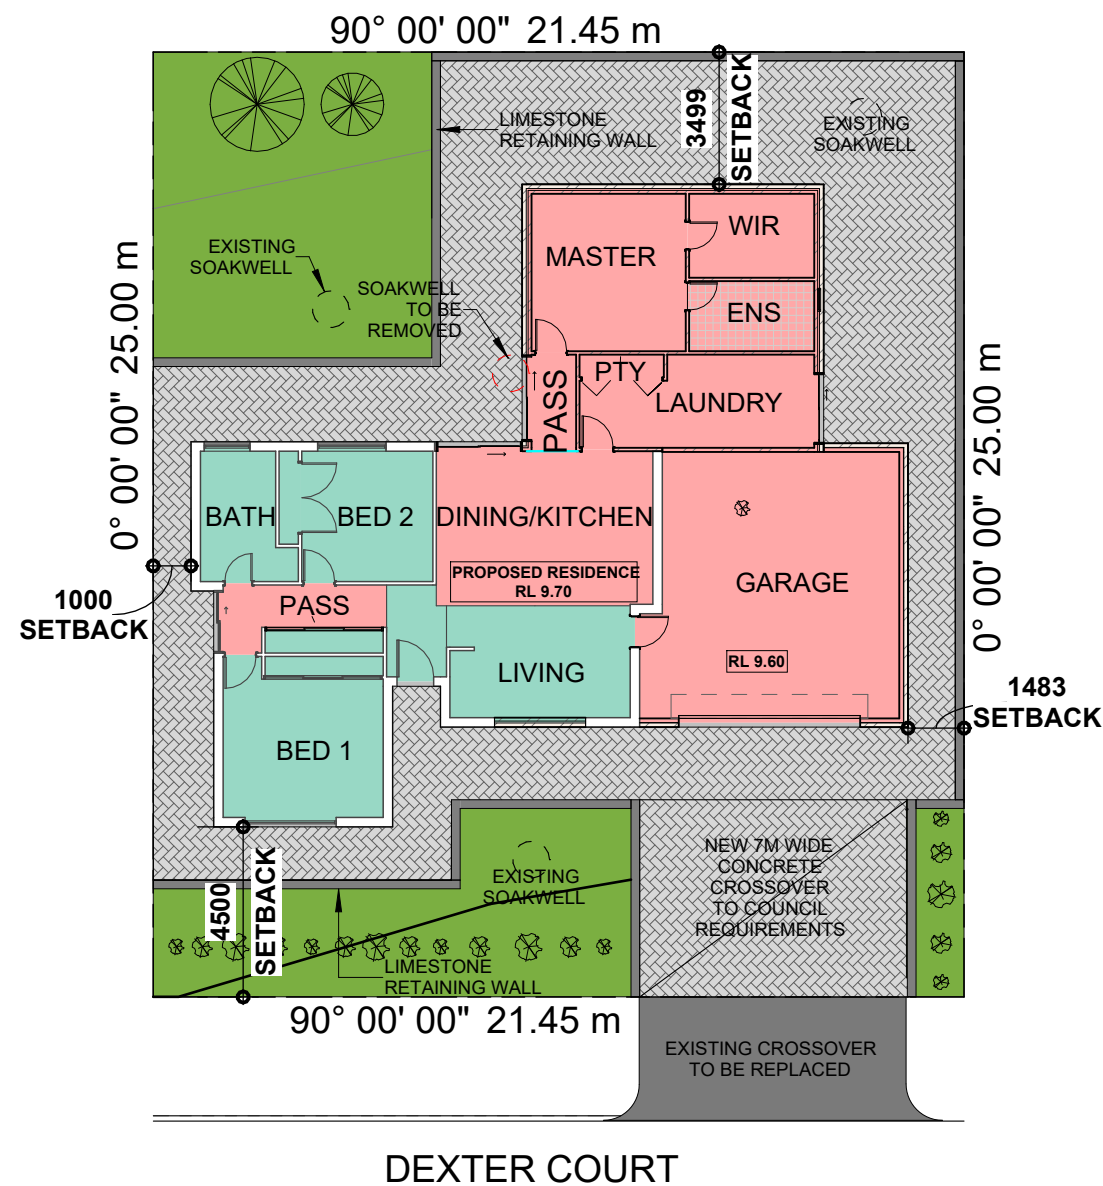 90° 00' 00" 21.45 m
LIMESTONE
RETAINING WALL
3499
SETBACK
EXISTING
SOAKWELL
EXISTING
SOAKWELL
SOAKWELL
TO BE
REMOVED
MASTER
WIR
ENS
PTY
PASS
LAUNDRY
0° 00' 00" 25.00 m
0° 00' 00" 25.00 m
BATH
BED 2
DINING/KITCHEN
PROPOSED RESIDENCE
RL 9.70
GARAGE
RL 9.60
1000
SETBACK
PASS
LIVING
BED 1
1483
SETBACK
4500
SETBACK
EXISTING
SOAKWELL
LIMESTONE
RETAINING WALL
NEW 7M WIDE
CONCRETE
CROSSOVER
TO COUNCIL
REQUIREMENTS
90° 00' 00" 21.45 m
EXISTING CROSSOVER
TO BE REPLACED
DEXTER COURT